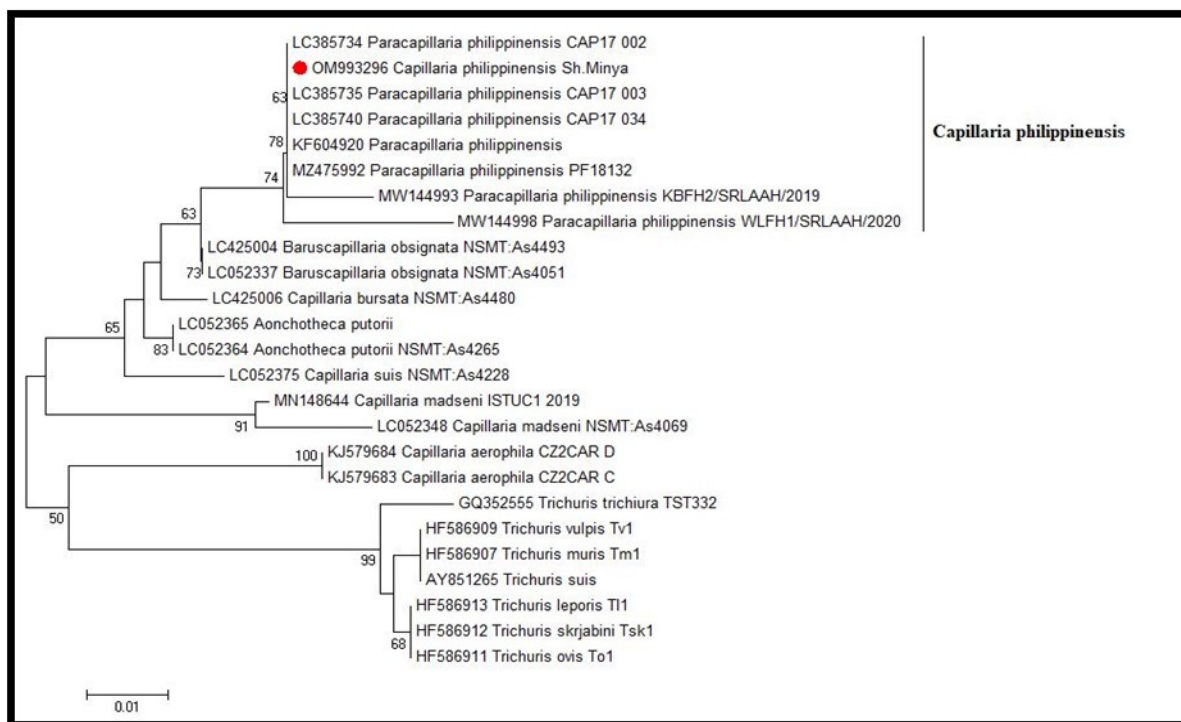 LC385734 Paracapillaria philippinensis CAP17 002
OM993296 Capillaria philippinensis Sh.Minya
63
LC385735 Paracapillaria philippinensis CAP17 003
LC385740 Paracapillaria philippinensis CAP17 034
Capillaria philippinensis
78
KF604920 Paracapillaria philippinensis
MZ475992 Paracapillaria philippinensis PF18132
74
MW144993 Paracapillaria philippinensis KBFH2/SRLAAH/2019
63
MW144998 Paracapillaria philippinensis WLFH1/SRLAAH/2020
LC425004 Baruscapillaria obsignata NSMT:As4493
73
LC052337 Baruscapillaria obsignata NSMT:As4051
LC425006 Capillaria bursata NSMT:As4480
65
LC052365 Aonchotheca putorii
83
LC052364 Aonchotheca putorii NSMT:As4265
LC052375 Capillaria suis NSMT:As4228
MN148644 Capillaria madseni ISTUC1 2019
91
LC052348 Capillaria madseni NSMT:As4069
100
KJ579684 Capillaria aerophila CZ2CAR D
KJ579683 Capillaria aerophila CZ2CAR C
GQ352555 Trichuris trichiura TST332
50
HF586909 Trichuris vulpis Tv1
99
HF586907 Trichuris muris Tm1
AY851265 Trichuris suis
HF586913 Trichuris leporis Tl1
HF586912 Trichuris skrjabini Tsk1
68
HF586911 Trichuris ovis To1
0.01